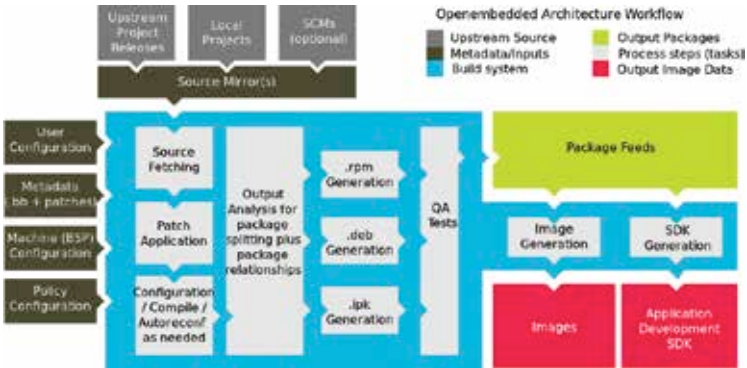 Upstream
Project
Releases
Local
Projects
SCMs
(optional)
Openembedded Architecture Workflow
Upstream Source
Metadata/Inputs
Build system
Output Packages
Process steps (tasks)
Output Image Data
Source Mirror(s)
User
Configuration
Metadata
(.bb + patches)
Machine (BSP)
Configuration
Policy
Configuration
Source
Fetching
Patch
Application
Configuration
/ Compile /
Autoreconf
as needed
Output
Analysis for
package
splitting plus
package
relationships
.rpm
Generation
.deb
Generation
.ipk
Generation
QA
Tests
Package Feeds
Image
Generation
SDK
Generation
Images
Application
Development
SDK